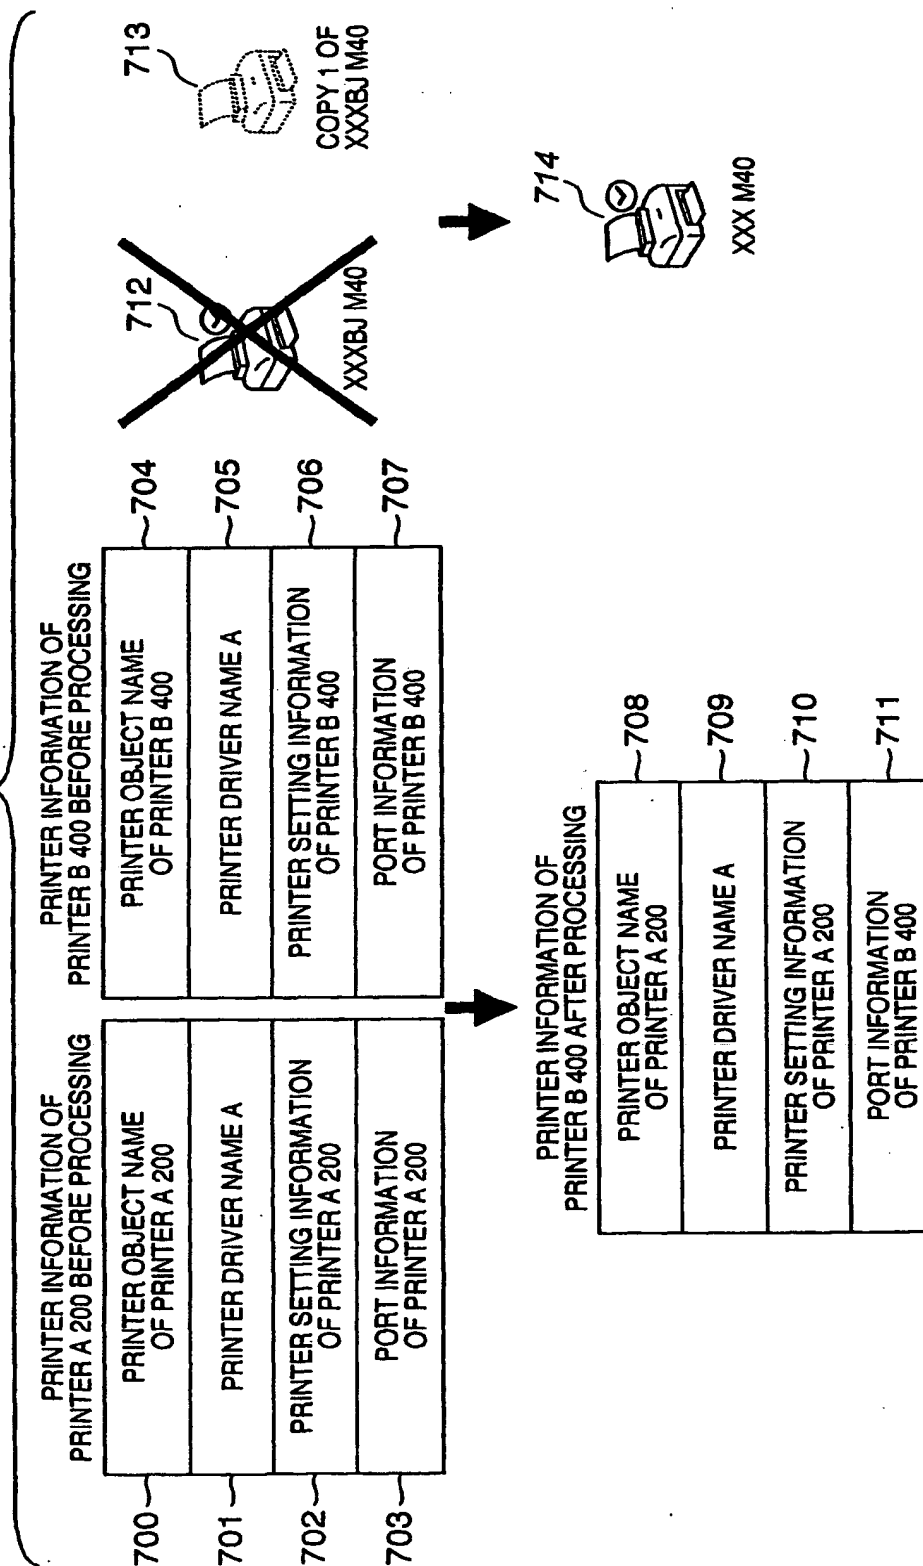 PRINTER INFORMATION OF
PRINTER A 200 BEFORE PROCESSING
700
PRINTER OBJECT NAME
OF PRINTER A 200
701
PRINTER DRIVER NAME A
702
PRINTER SETTING INFORMATION
OF PRINTER A 200
703
PORT INFORMATION
OF PRINTER A 200
PRINTER INFORMATION OF
PRINTER B 400 BEFORE PROCESSING
PRINTER OBJECT NAME
OF PRINTER B 400
704
PRINTER DRIVER NAME A
705
PRINTER SETTING INFORMATION
OF PRINTER B 400
706
PORT INFORMATION
OF PRINTER B 400
707
712
XXXBJ M40
713
COPY 1 OF
XXXBJ M40
PRINTER INFORMATION OF
PRINTER B 400 AFTER PROCESSING
PRINTER OBJECT NAME
OF PRINTER A 200
708
PRINTER DRIVER NAME A
709
PRINTER SETTING INFORMATION
OF PRINTER A 200
710
PORT INFORMATION
OF PRINTER B 400
711
714
XXX M40